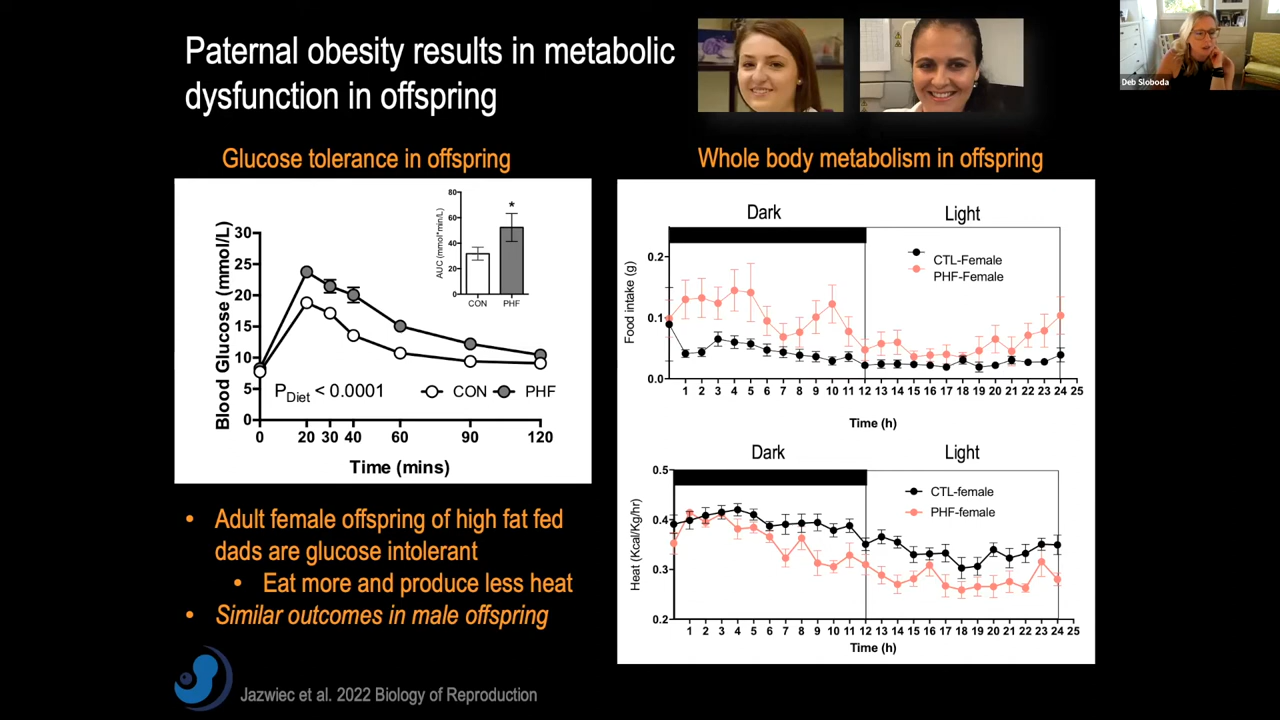 Paternal obesity results in metabolic
dysfunction in offspring
Deb Sloboda
Glucose tolerance in offspring
Whole body metabolism in offspring
Blood Glucose (mmol/L)
30
25
20
15
10
5
0
0 20 30 40 60 90 120
Time (mins)
P Diet < 0.0001
CON PHF
AUC (mmol*min/L)
80
60
40
20
0
*
CON PHF
Dark Light
CTL-Female
PHF-Female
Food intake (g)
0.2
0.1
0.0
1 2 3 4 5 6 7 8 9 10 11 12 13 14 15 16 17 18 19 20 21 22 23 24 25
Time (h)
Dark Light
CTL-female
PHF-female
Heat (Kcal/Kg/hr)
0.5
0.4
0.3
0.2
1 2 3 4 5 6 7 8 9 10 11 12 13 14 15 16 17 18 19 20 21 22 23 24 25
Time (h)
• Adult female offspring of high fat fed
dads are glucose intolerant
• Eat more and produce less heat
• Similar outcomes in male offspring
Jazwiec et al. 2022 Biology of Reproduction